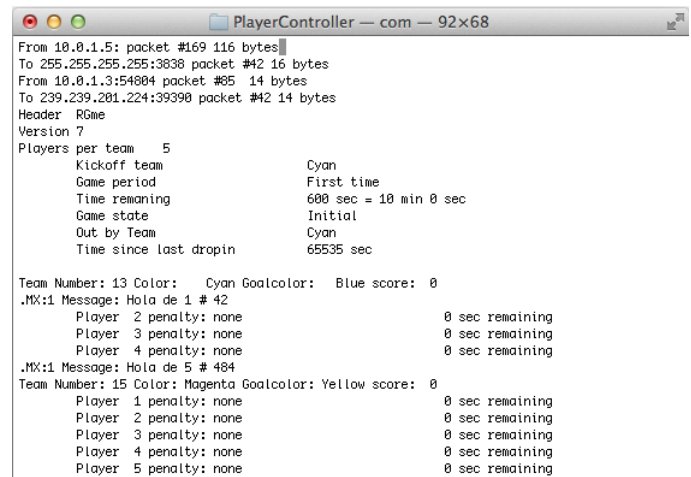 PlayerController — com — 92×68
From 10.0.1.5: packet #169 116 bytes
To 255.255.255.255:3838 packet #42 16 bytes
From 10.0.1.3:54804 packet #85  14 bytes
To 239.239.201.224:39390 packet #42 14 bytes
Header  RGme
Version 7
Players per team    5
Kickoff team                  Cyan
Game period                   First time
Time remaning                 600 sec = 10 min 0 sec
Game state                    Initial
Out by Team                   Cyan
Time since last dropin        65535 sec
Team Number: 13 Color:    Cyan Goalcolor:   Blue score:  0
.MX:1 Message: Hola de 1 # 42
Player  2 penalty: none                          0 sec remaining
Player  3 penalty: none                          0 sec remaining
Player  4 penalty: none                          0 sec remaining
.MX:1 Message: Hola de 5 # 484
Team Number: 15 Color: Magenta Goalcolor: Yellow score:  0
Player  1 penalty: none                          0 sec remaining
Player  2 penalty: none                          0 sec remaining
Player  3 penalty: none                          0 sec remaining
Player  4 penalty: none                          0 sec remaining
Player  5 penalty: none                          0 sec remaining